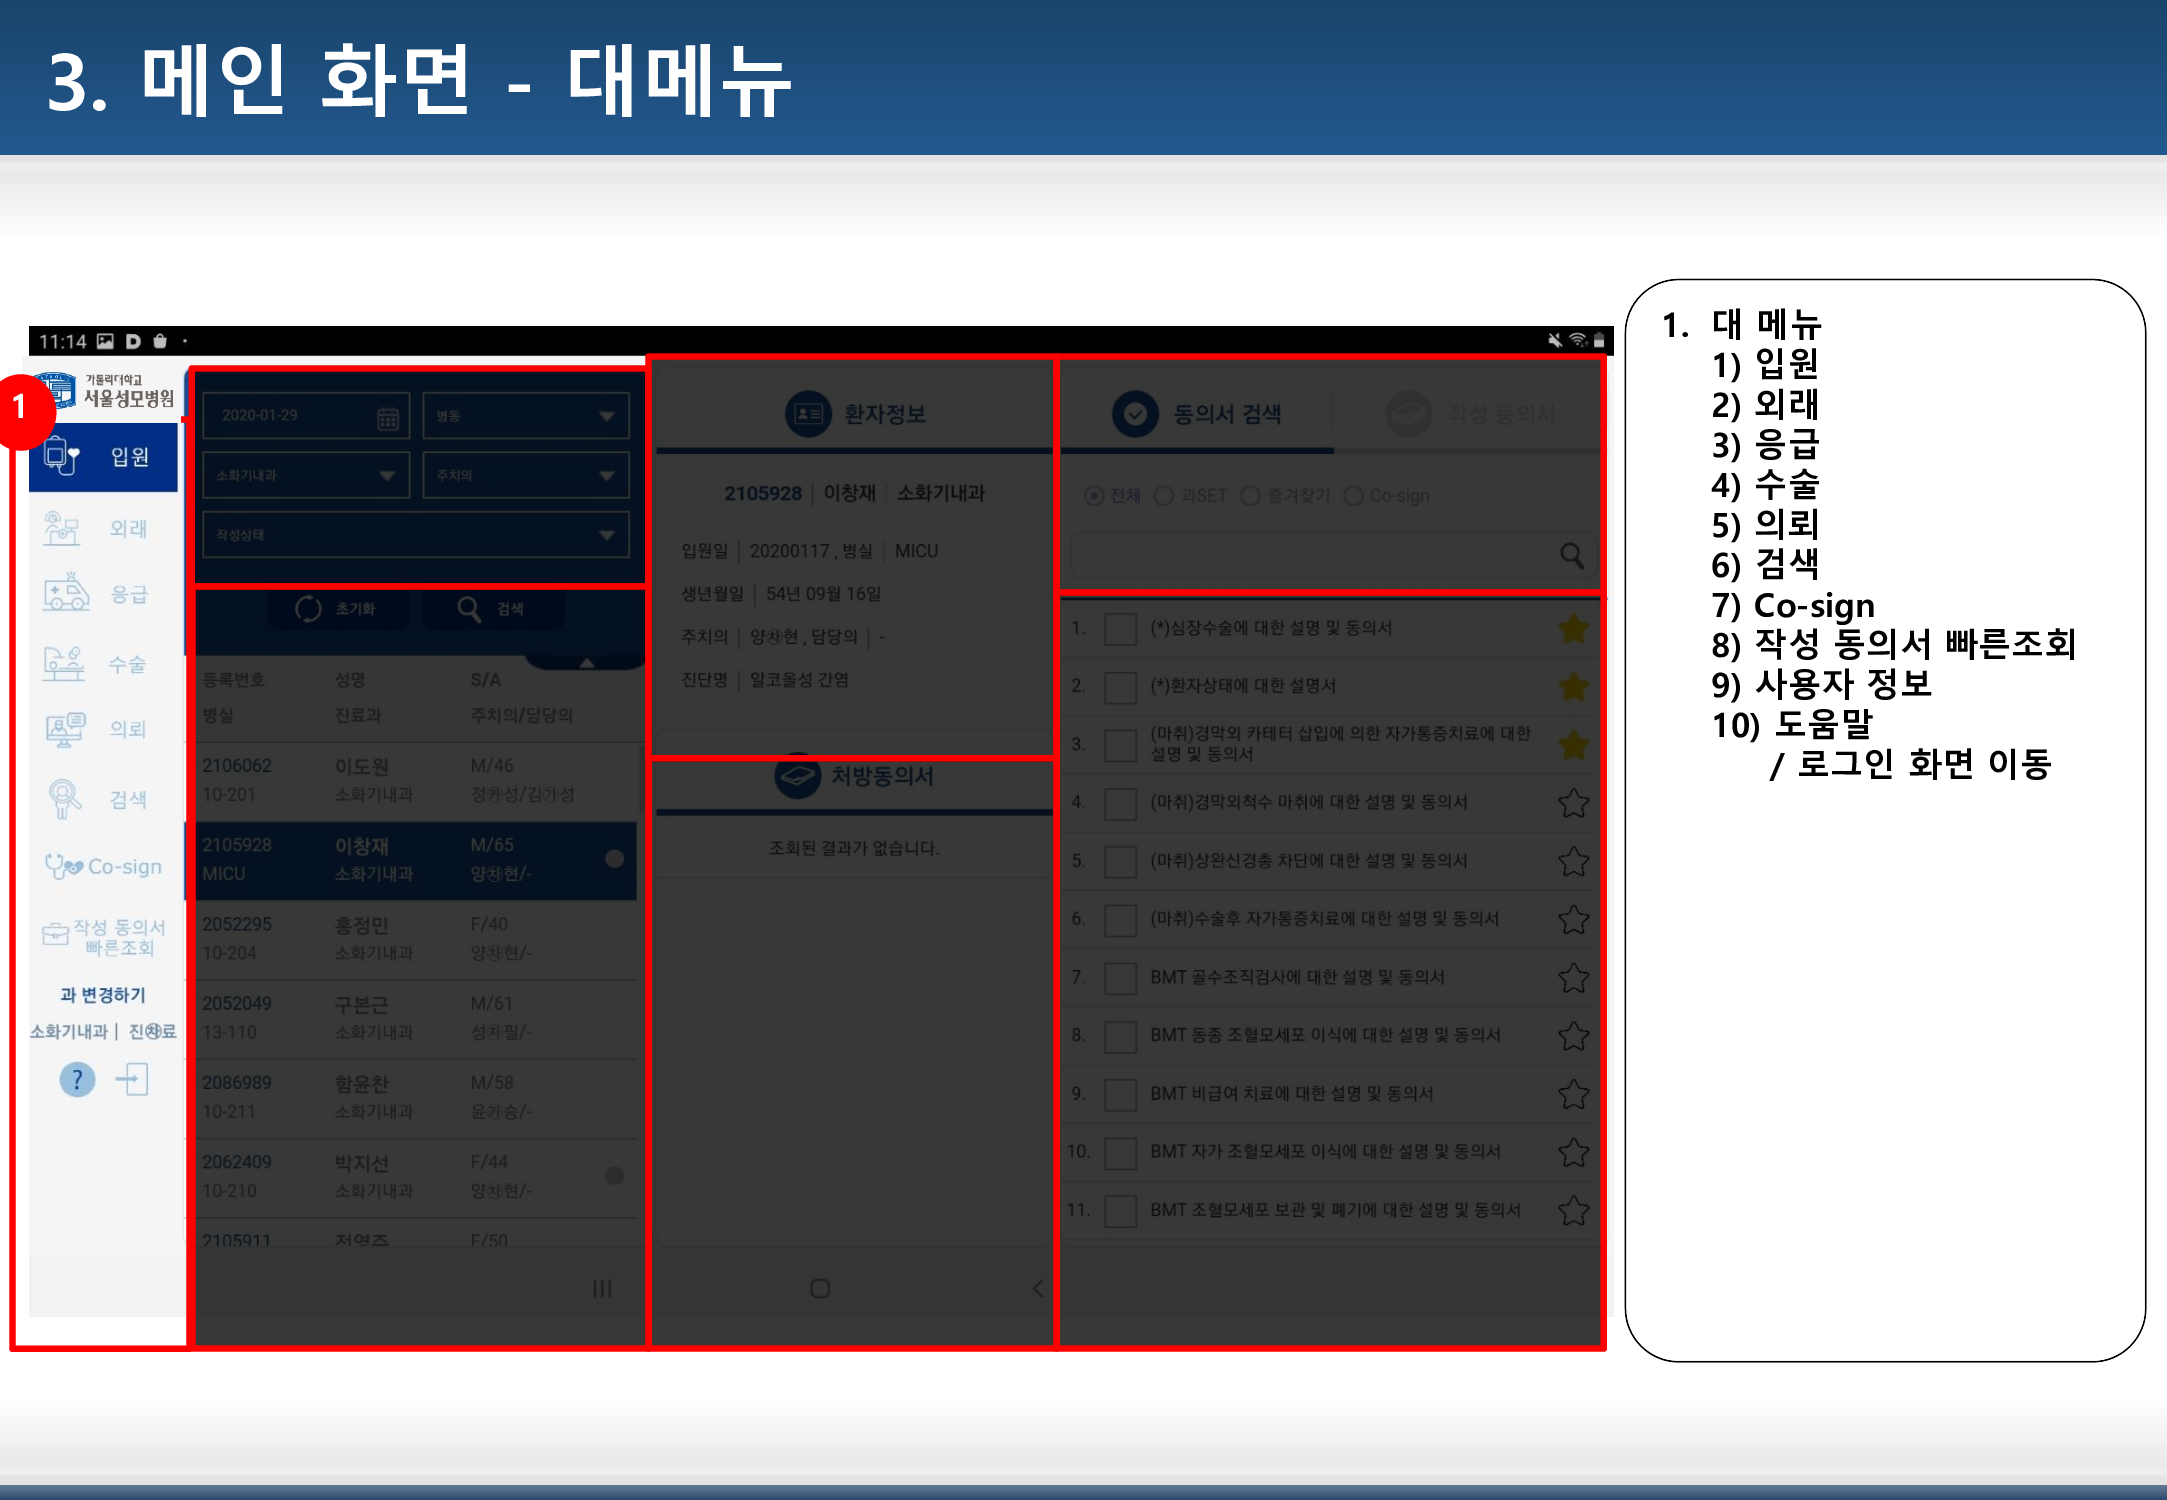 3. 메인 화면 - 대메뉴
11:14
가톨릭대학교
서울성모병원
1
입원
외래
응급
수술
의뢰
검색
Co-sign
작성 동의서
빠른조회
과 변경하기
소화기내과 | 진㉷료
?
2020-01-29
병동
소화기내과
주치의
작성상태
초기화
검색
등록번호 성명 S/A
병실 진료과 주치의/담당의
2106062 이도원 M/46
10-201 소화기내과
2105928 이창재 M/65
MICU 소화기내과 양㉷현/-
2052295 홍정민 F/40
10-204 소화기내과 양㉷현/-
2052049 구본근 M/61
13-110 소화기내과 성㉷필/-
2086989 함윤찬 M/58
10-211 소화기내과
2062409 박지선 F/44
10-210 소화기내과 양㉷현/-
2105911 F/50
환자정보
2105928 | 이창재 | 소화기내과
입원일 | 20200117 , 병실 | MICU
생년월일 | 54년 09월 16일
주치의 | 양㉷현 , 담당의 | -
진단명 | 알코올성 간염
처방동의서
조회된 결과가 없습니다.
동의서 검색
작성 동의서
전체 과SET 즐겨찾기 Co-sign
1. (*)심장수술에 대한 설명 및 동의서
2. (*)환자상태에 대한 설명서
3. (마취)경막외 카테터 삽입에 의한 자가통증치료에 대한
설명 및 동의서
4. (마취)경막외척수 마취에 대한 설명 및 동의서
5. (마취)상완신경총 차단에 대한 설명 및 동의서
6. (마취)수술후 자가통증치료에 대한 설명 및 동의서
7. BMT 골수조직검사에 대한 설명 및 동의서
8. BMT 동종 조혈모세포 이식에 대한 설명 및 동의서
9. BMT 비급여 치료에 대한 설명 및 동의서
10. BMT 자가 조혈모세포 이식에 대한 설명 및 동의서
11. BMT 조혈모세포 보관 및 폐기에 대한 설명 및 동의서
1. 대 메뉴
1) 입원
2) 외래
3) 응급
4) 수술
5) 의뢰
6) 검색
7) Co-sign
8) 작성 동의서 빠른조회
9) 사용자 정보
10) 도움말
/ 로그인 화면 이동